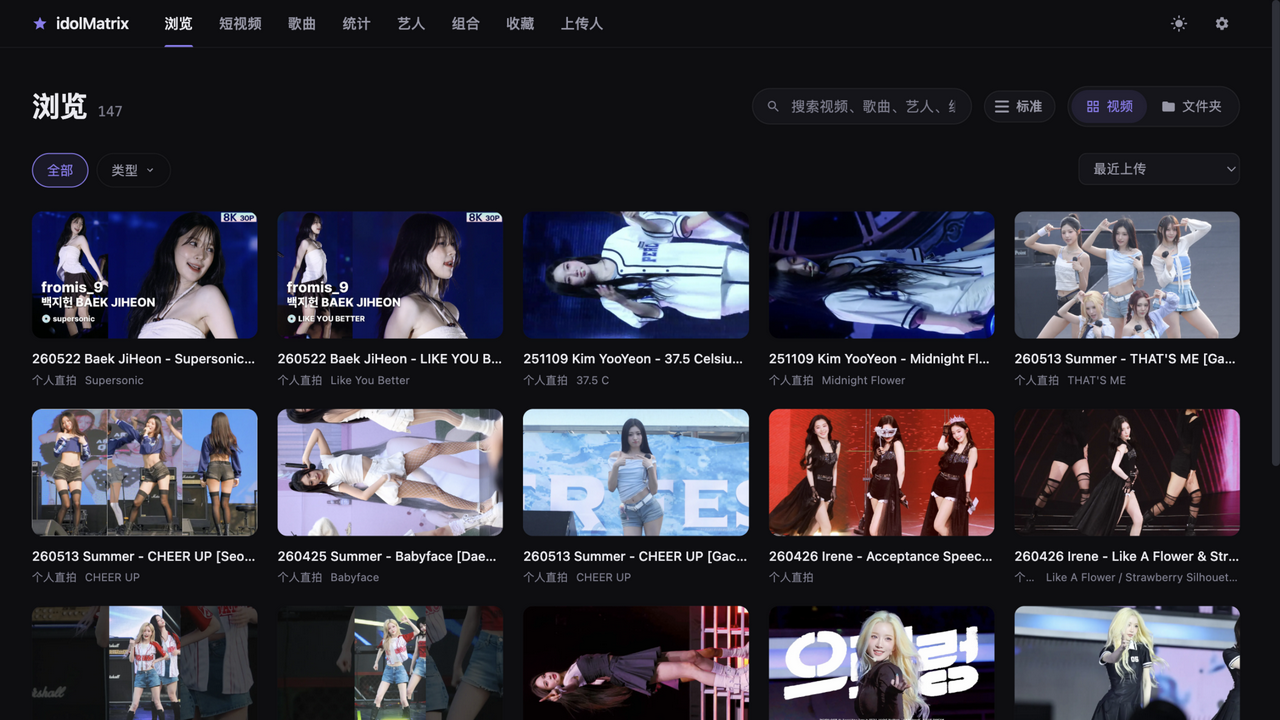 idolMatrix 浏览 短视频 歌曲 统计 艺人 组合 收藏 上传人
浏览 147
搜索视频、歌曲、艺人、 标准 视频 文件夹
全部 类型 最近上传
8K 30P
fromis_9
백지헌 BAEK JIHEON
supersonic
8K 30P
fromis_9
백지헌 BAEK JIHEON
LIKE YOU BETTER
260522 Baek JiHeon - Supersonic...
个人直拍 Supersonic
260522 Baek JiHeon - LIKE YOU B...
个人直拍 Like You Better
251109 Kim YooYeon - 37.5 Celsiu...
个人直拍 37.5 C
251109 Kim YooYeon - Midnight Fl...
个人直拍 Midnight Flower
260513 Summer - THAT'S ME [Ga...
个人直拍 THAT'S ME
260513 Summer - CHEER UP [Seo...
个人直拍 CHEER UP
260425 Summer - Babyface [Dae...
个人直拍 Babyface
260513 Summer - CHEER UP [Gac...
个人直拍 CHEER UP
260426 Irene - Acceptance Speec...
个人直拍
260426 Irene - Like A Flower & Str...
个... Like A Flower / Strawberry Silhouet...